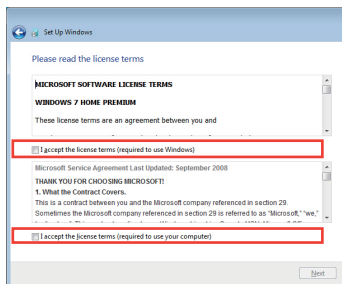 Set Up Windows
Please read the license terms
MICROSOFT SOFTWARE LICENSE TERMS
WINDOWS 7 HOME PREMIUM
These license terms are an agreement between you and
I accept the license terms (required to use Windows)
Microsoft Service Agreement Last Updated: September 2008
THANK YOU FOR CHOOSING MICROSOFT!
1. What the Contract Covers.
This is a contract between you and the Microsoft company referenced in section 29.
Sometimes the Microsoft company referenced in section 29 is referred to as "Microsoft," "we,"
I accept the license terms (required to use your computer)
Next